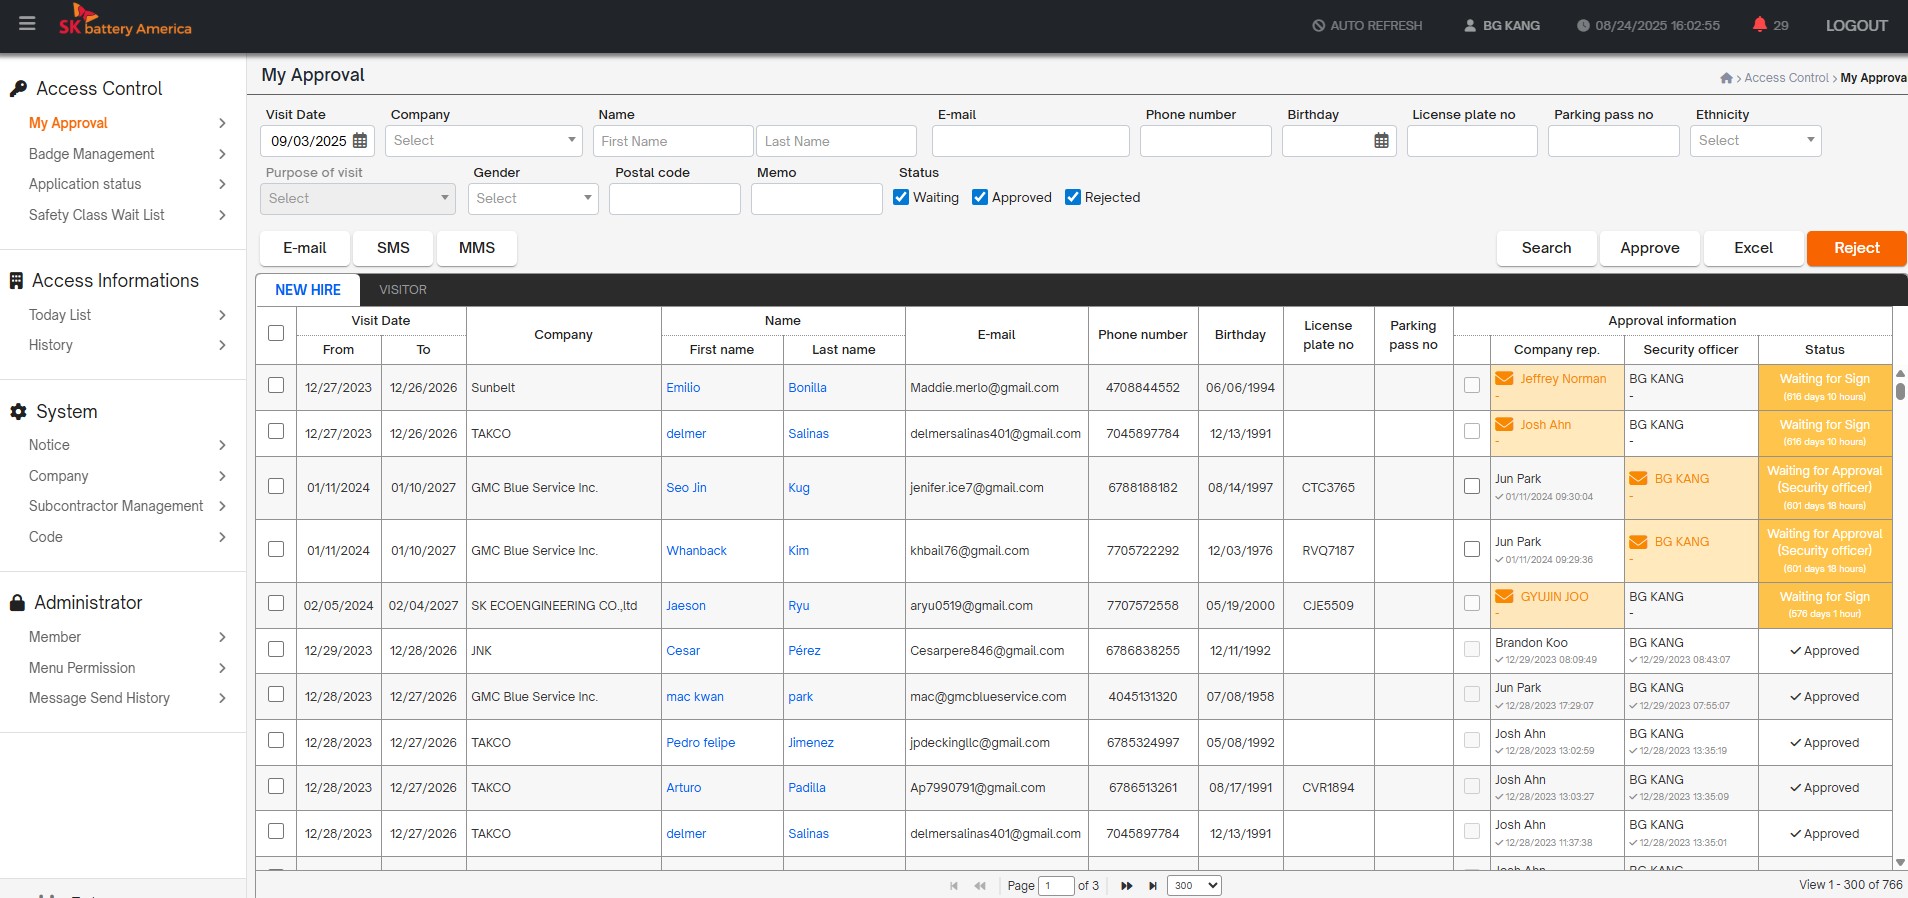 SK battery America
AUTO REFRESH
BG KANG
08/24/2025 16:02:55
29
LOGOUT
Access Control
My Approval
Badge Management
Application status
Safety Class Wait List
Access Informations
Today List
History
System
Notice
Company
Subcontractor Management
Code
Administrator
Member
Menu Permission
Message Send History
My Approval
Access Control > My Approva
Visit Date Company Name E-mail Phone number Birthday License plate no Parking pass no Ethnicity
09/03/2025 Select First Name Last Name Select
Purpose of visit Gender Postal code Memo Status
Select Select Waiting Approved Rejected
E-mail SMS MMS Search Approve Excel Reject
NEW HIRE VISITOR
Visit Date Company Name E-mail Phone number Birthday License plate no Parking pass no Approval information
From To First name Last name Company rep. Security officer Status
12/27/2023 12/26/2026 Sunbelt Emilio Bonilla Maddie.merlo@gmail.com 4708844552 06/06/1994 Jeffrey Norman - BG KANG - Waiting for Sign (616 days 10 hours)
12/27/2023 12/26/2026 TAKCO delmer Salinas delmersalinas401@gmail.com 7045897784 12/13/1991 Josh Ahn - BG KANG - Waiting for Sign (616 days 10 hours)
01/11/2024 01/10/2027 GMC Blue Service Inc. Seo Jin Kug jenifer.ice7@gmail.com 6788188182 08/14/1997 CTC3765 Jun Park 01/11/2024 09:30:04 BG KANG - Waiting for Approval (Security officer) (601 days 18 hours)
01/11/2024 01/10/2027 GMC Blue Service Inc. Whanback Kim khbail76@gmail.com 7705722292 12/03/1976 RVQ7187 Jun Park 01/11/2024 09:29:36 BG KANG - Waiting for Approval (Security officer) (601 days 18 hours)
02/05/2024 02/04/2027 SK ECOENGINEERING CO.,ltd Jaeson Ryu aryu0519@gmail.com 7707572558 05/19/2000 CJE5509 GYUJIN JOO - BG KANG - Waiting for Sign (576 days 1 hour)
12/29/2023 12/28/2026 JNK Cesar Pérez Cesarpere846@gmail.com 6786838255 12/11/1992 Brandon Koo 12/29/2023 08:09:49 BG KANG 12/29/2023 08:43:07 Approved
12/28/2023 12/27/2026 GMC Blue Service Inc. mac kwan park mac@gmcblueservice.com 4045131320 07/08/1958 Jun Park 12/28/2023 17:29:07 BG KANG 12/29/2023 07:55:07 Approved
12/28/2023 12/27/2026 TAKCO Pedro felipe Jimenez jpdeckingllc@gmail.com 6785324997 05/08/1992 Josh Ahn 12/28/2023 13:02:59 BG KANG 12/28/2023 13:35:19 Approved
12/28/2023 12/27/2026 TAKCO Arturo Padilla Ap7990791@gmail.com 6786513261 08/17/1991 CVR1894 Josh Ahn 12/28/2023 13:03:27 BG KANG 12/28/2023 13:35:09 Approved
12/28/2023 12/27/2026 TAKCO delmer Salinas delmersalinas401@gmail.com 7045897784 12/13/1991 Josh Ahn 12/28/2023 11:37:38 BG KANG 12/28/2023 13:35:01 Approved
Josh Ahn BG KANG
Page 1 of 3 300 View 1 - 300 of 766